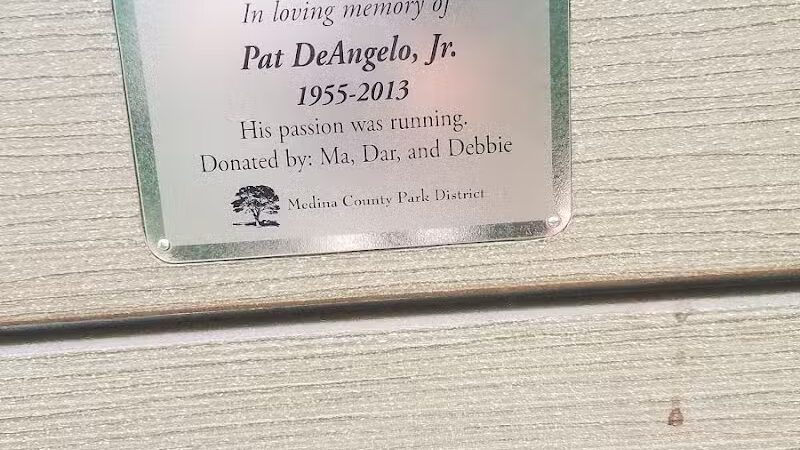 In loving memory of
Pat DeAngelo, Jr.
1955-2013
His passion was running.
Donated by: Ma, Dar, and Debbie
Medina County Park District